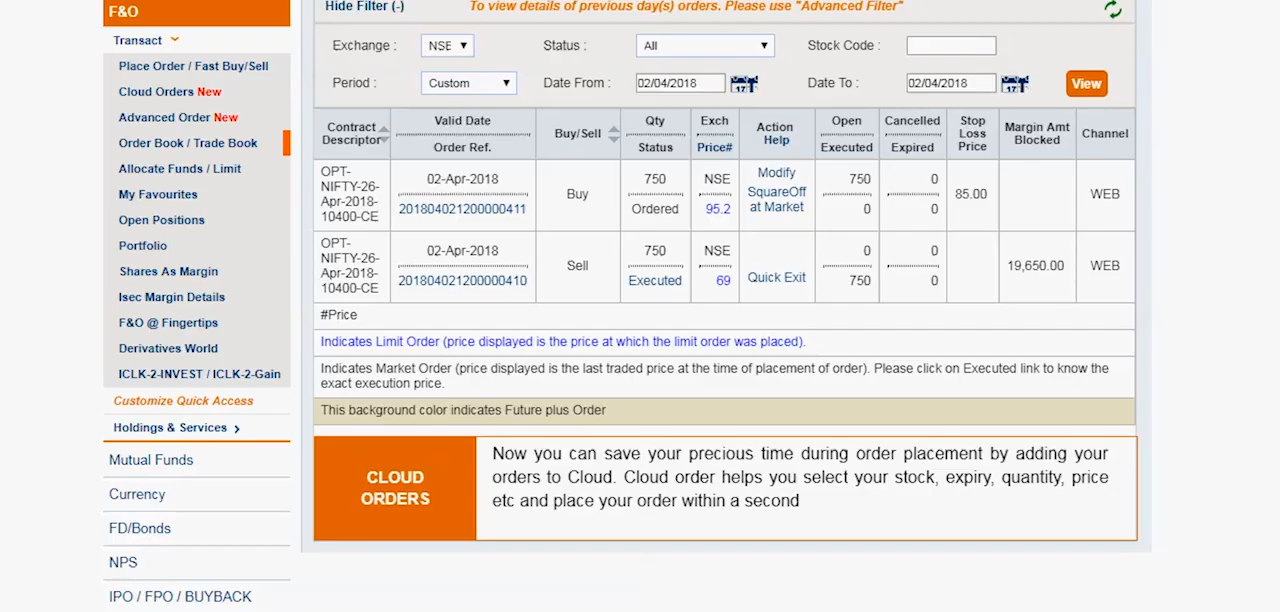 F&O
Transact
Place Order / Fast Buy/Sell
Cloud Orders New
Advanced Order New
Order Book / Trade Book
Allocate Funds / Limit
My Favourites
Open Positions
Portfolio
Shares As Margin
Isec Margin Details
F&O @ Fingertips
Derivatives World
ICLK-2-INVEST / ICLK-2-Gain
Customize Quick Access
Holdings & Services
Mutual Funds
Currency
FD/Bonds
NPS
IPO / FPO / BUYBACK
Hide Filter (-) To view details of previous day(s) orders. Please use "Advanced Filter"
Exchange : NSE Status : All Stock Code :
Period : Custom Date From : 02/04/2018 17 Date To : 02/04/2018 17 View
Contract Descriptor Valid Date Order Ref. Buy/Sell Qty Status Exch Price# Action Help Open Executed Cancelled Expired Stop Loss Price Margin Amt Blocked Channel
OPT-NIFTY-26-Apr-2018-10400-CE 02-Apr-2018 201804021200000411 Buy 750 Ordered NSE 95.2 Modify SquareOff at Market 750 0 0 0 85.00 WEB
OPT-NIFTY-26-Apr-2018-10400-CE 02-Apr-2018 201804021200000410 Sell 750 Executed NSE 69 Quick Exit 0 750 0 0 19,650.00 WEB
#Price
Indicates Limit Order (price displayed is the price at which the limit order was placed).
Indicates Market Order (price displayed is the last traded price at the time of placement of order). Please click on Executed link to know the
exact execution price.
This background color indicates Future plus Order
CLOUD
ORDERS
Now you can save your precious time during order placement by adding your
orders to Cloud. Cloud order helps you select your stock, expiry, quantity, price
etc and place your order within a second